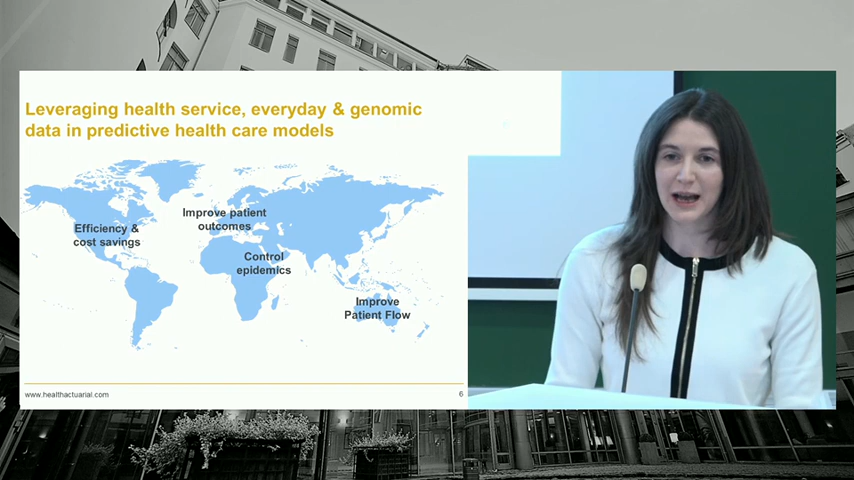 Leveraging health service, everyday & genomic
data in predictive health care models
Improve patient
outcomes
Efficiency &
cost savings
Control
epidemics
Improve
Patient Flow
www.healthactuarial.com
6